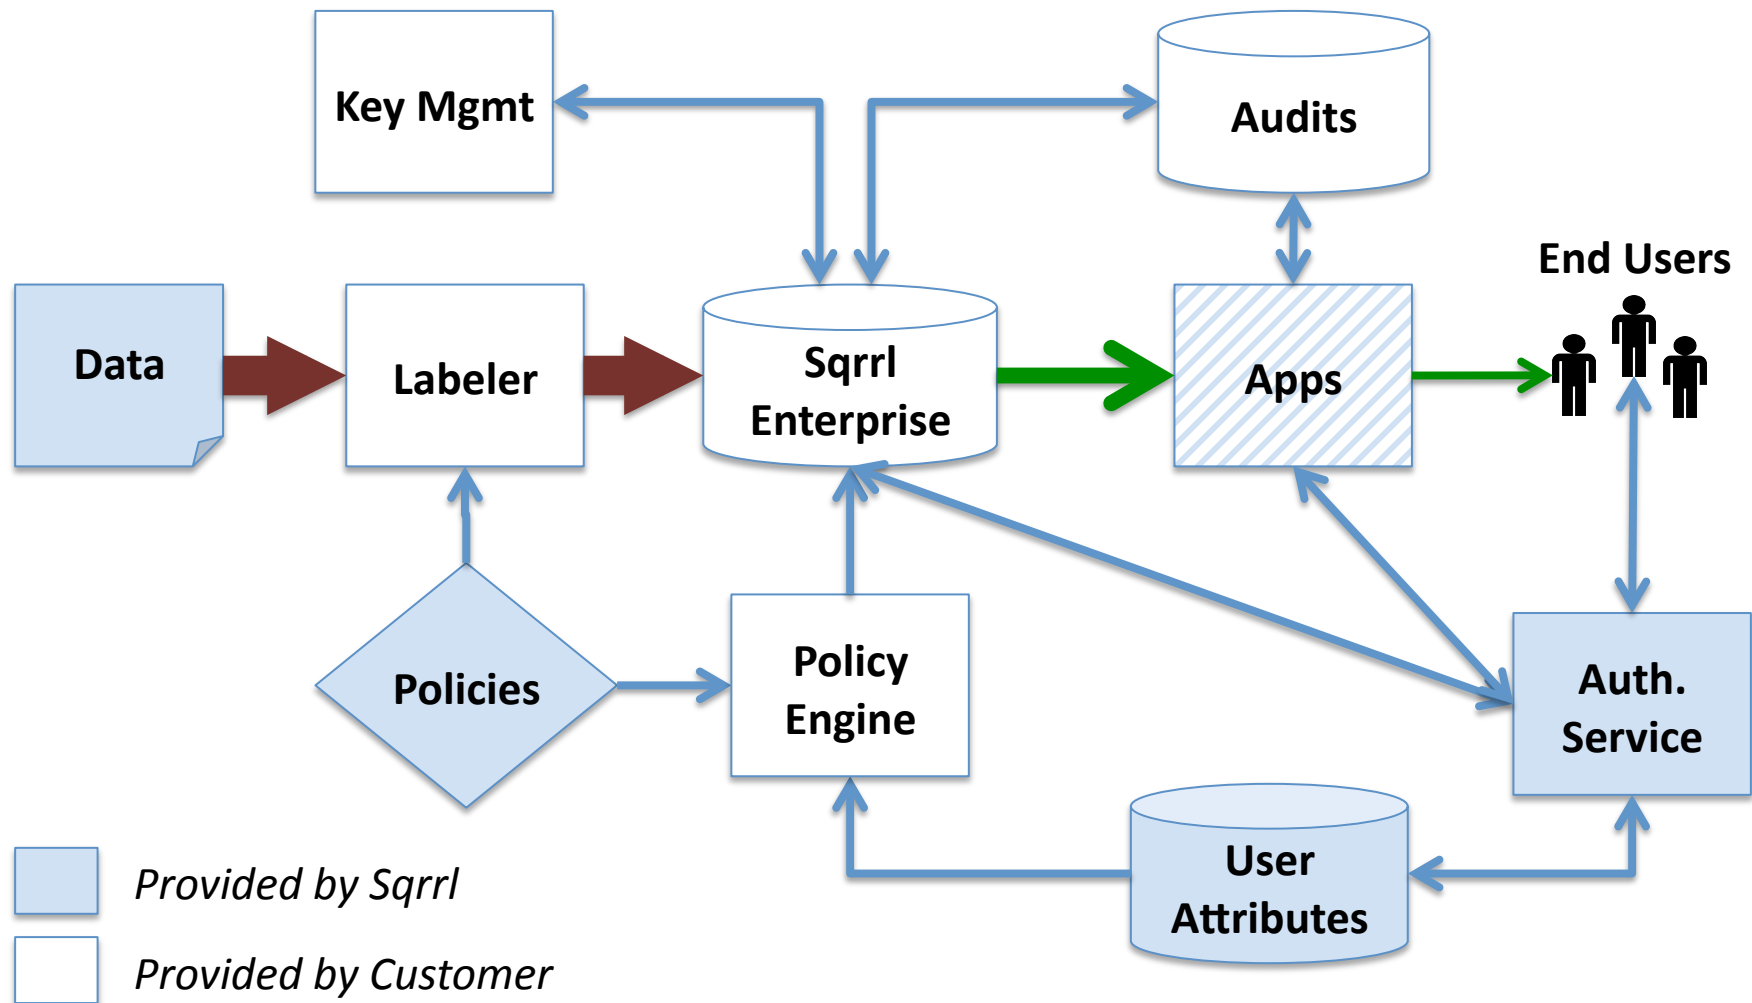 Key Mgmt
Audits
End Users
Data
Labeler
Sqrrl
Enterprise
Apps
Policies
Policy
Engine
Auth.
Service
User
Attributes
Provided by Sqrrl
Provided by Customer